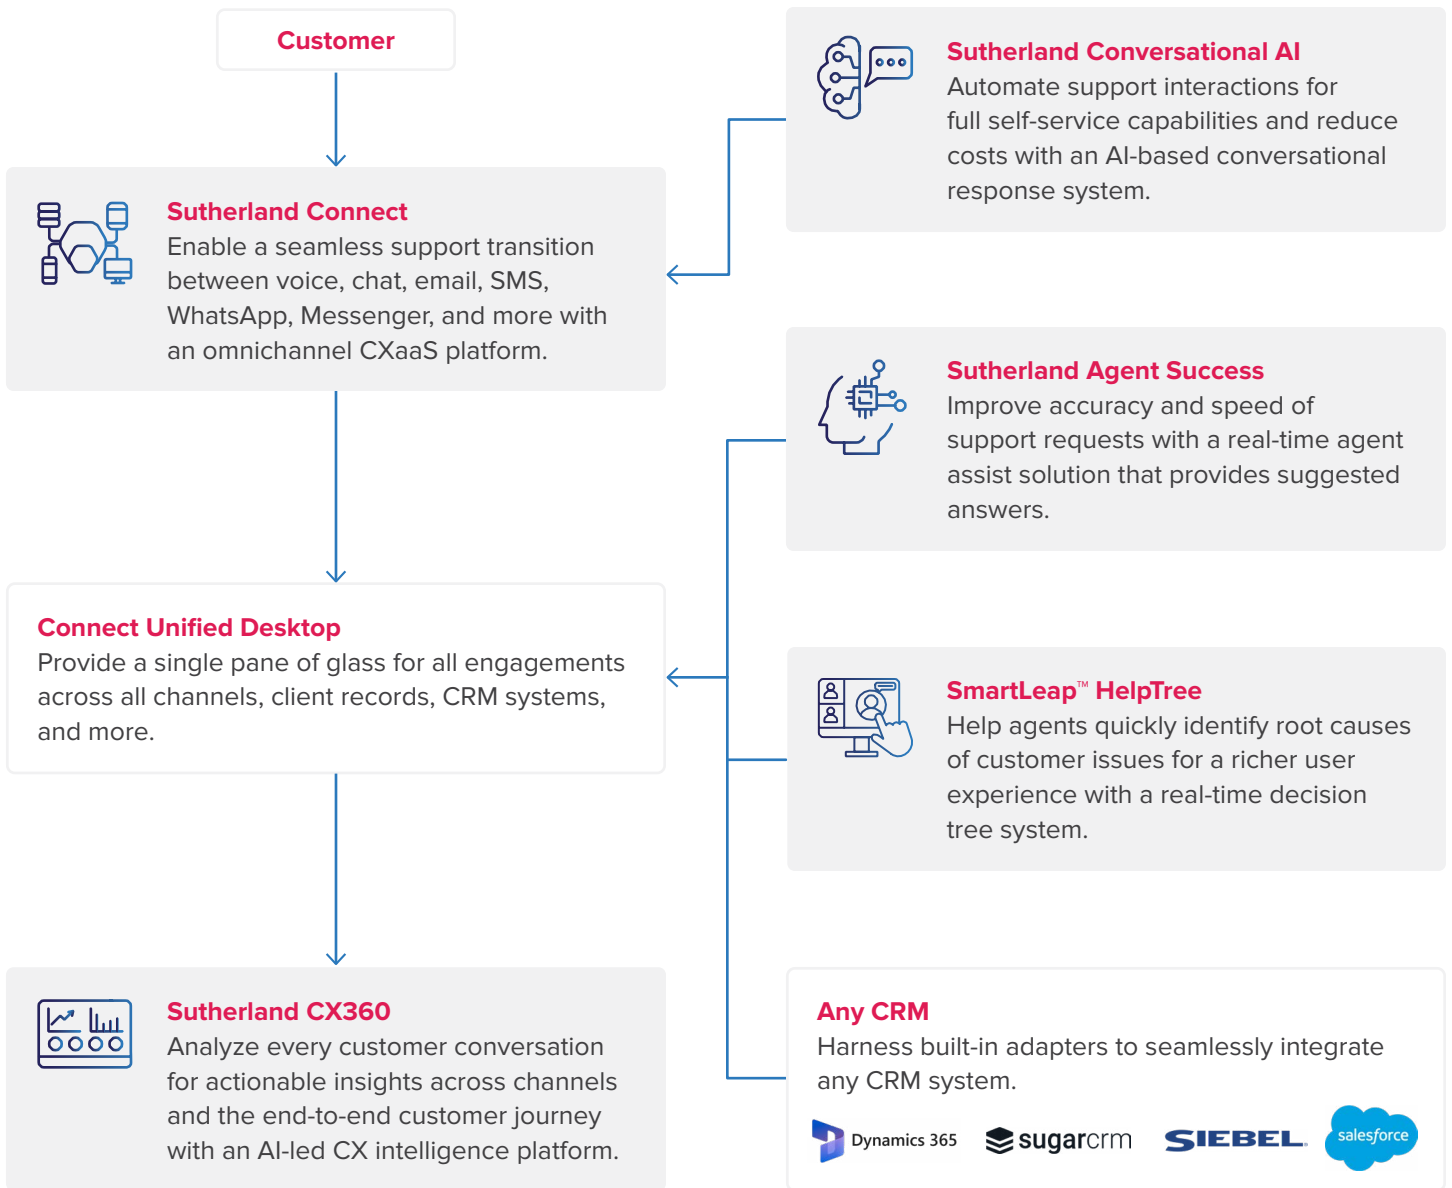 Customer
Sutherland Connect
Enable a seamless support transition
between voice, chat, email, SMS,
WhatsApp, Messenger, and more with
an omnichannel CXaaS platform.
Connect Unified Desktop
Provide a single pane of glass for all engagements
across all channels, client records, CRM systems,
and more.
Sutherland CX360
Analyze every customer conversation
for actionable insights across channels
and the end-to-end customer journey
with an AI-led CX intelligence platform.
Sutherland Conversational AI
Automate support interactions for
full self-service capabilities and reduce
costs with an AI-based conversational
response system.
Sutherland Agent Success
Improve accuracy and speed of
support requests with a real-time agent
assist solution that provides suggested
answers.
SmartLeap™ HelpTree
Help agents quickly identify root causes
of customer issues for a richer user
experience with a real-time decision
tree system.
Any CRM
Harness built-in adapters to seamlessly integrate
any CRM system.
Dynamics 365 sugarcrm SIEBEL. salesforce